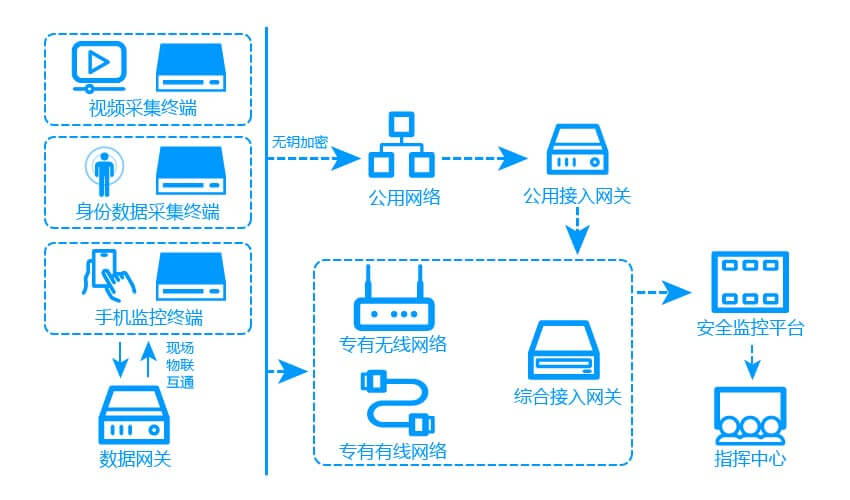 视频采集终端
身份数据采集终端
手机监控终端
现场
物联
互通
数据网关
无钥加密
公用网络
公用接入网关
专有无线网络
专有有线网络
综合接入网关
安全监控平台
指挥中心